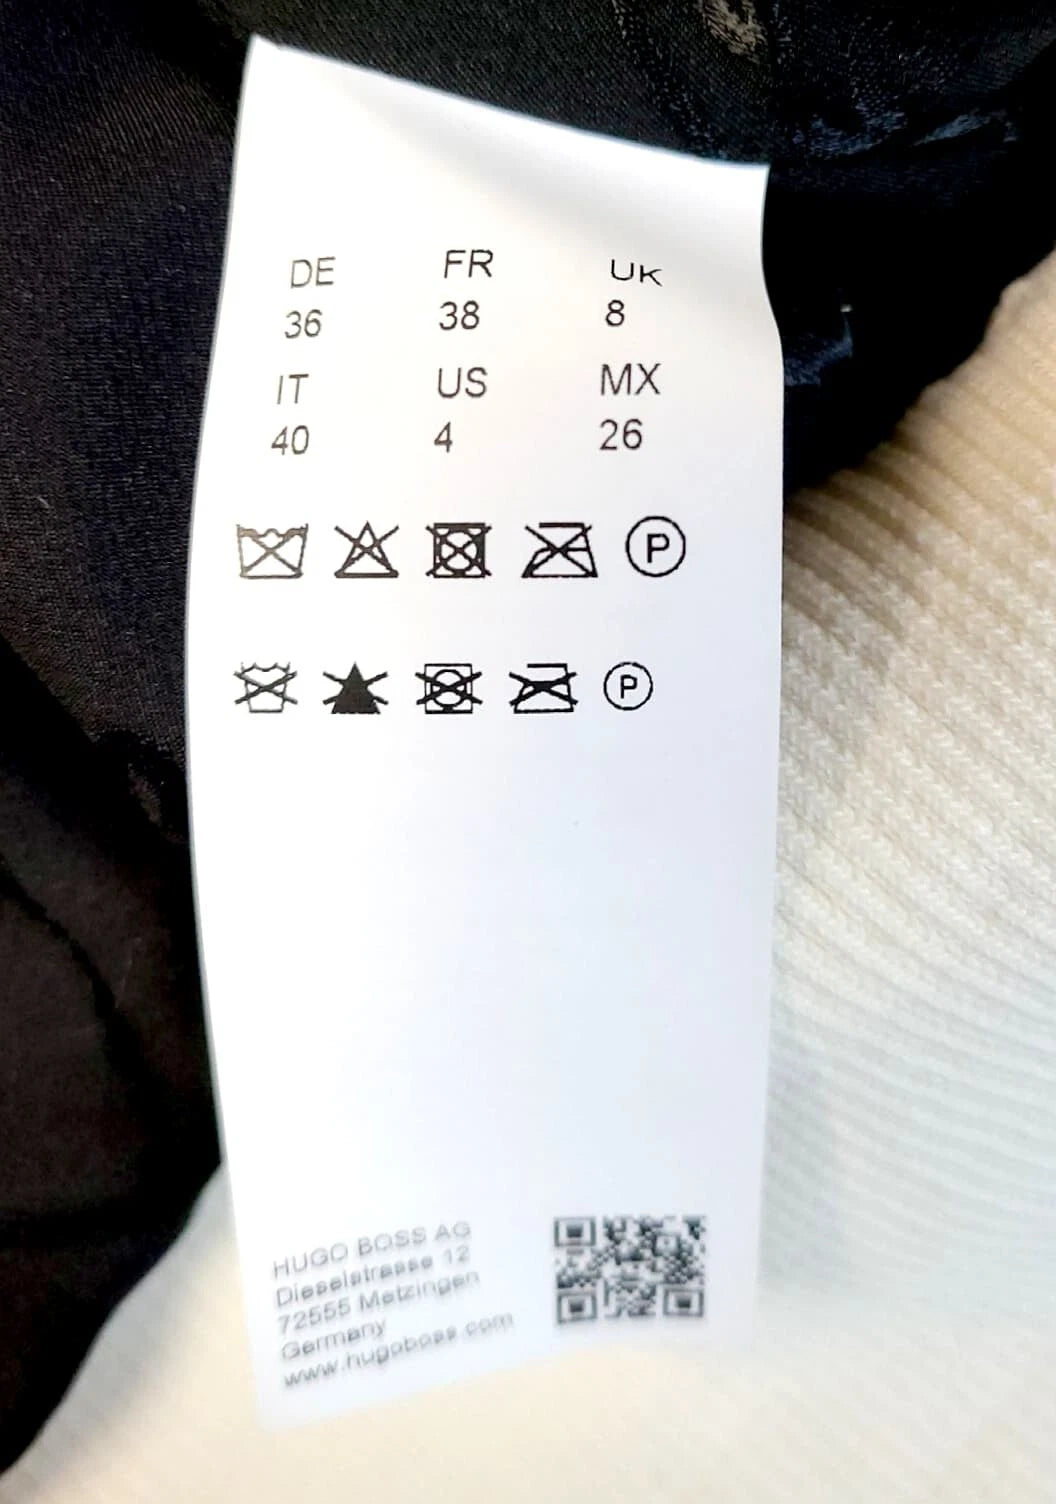 DE FR UK
36 38 8
IT US MX
40 4 26
P
P
HUGO BOSS AG
Dieselstrasse 12
72555 Metzingen
Germany
www.hugoboss.com